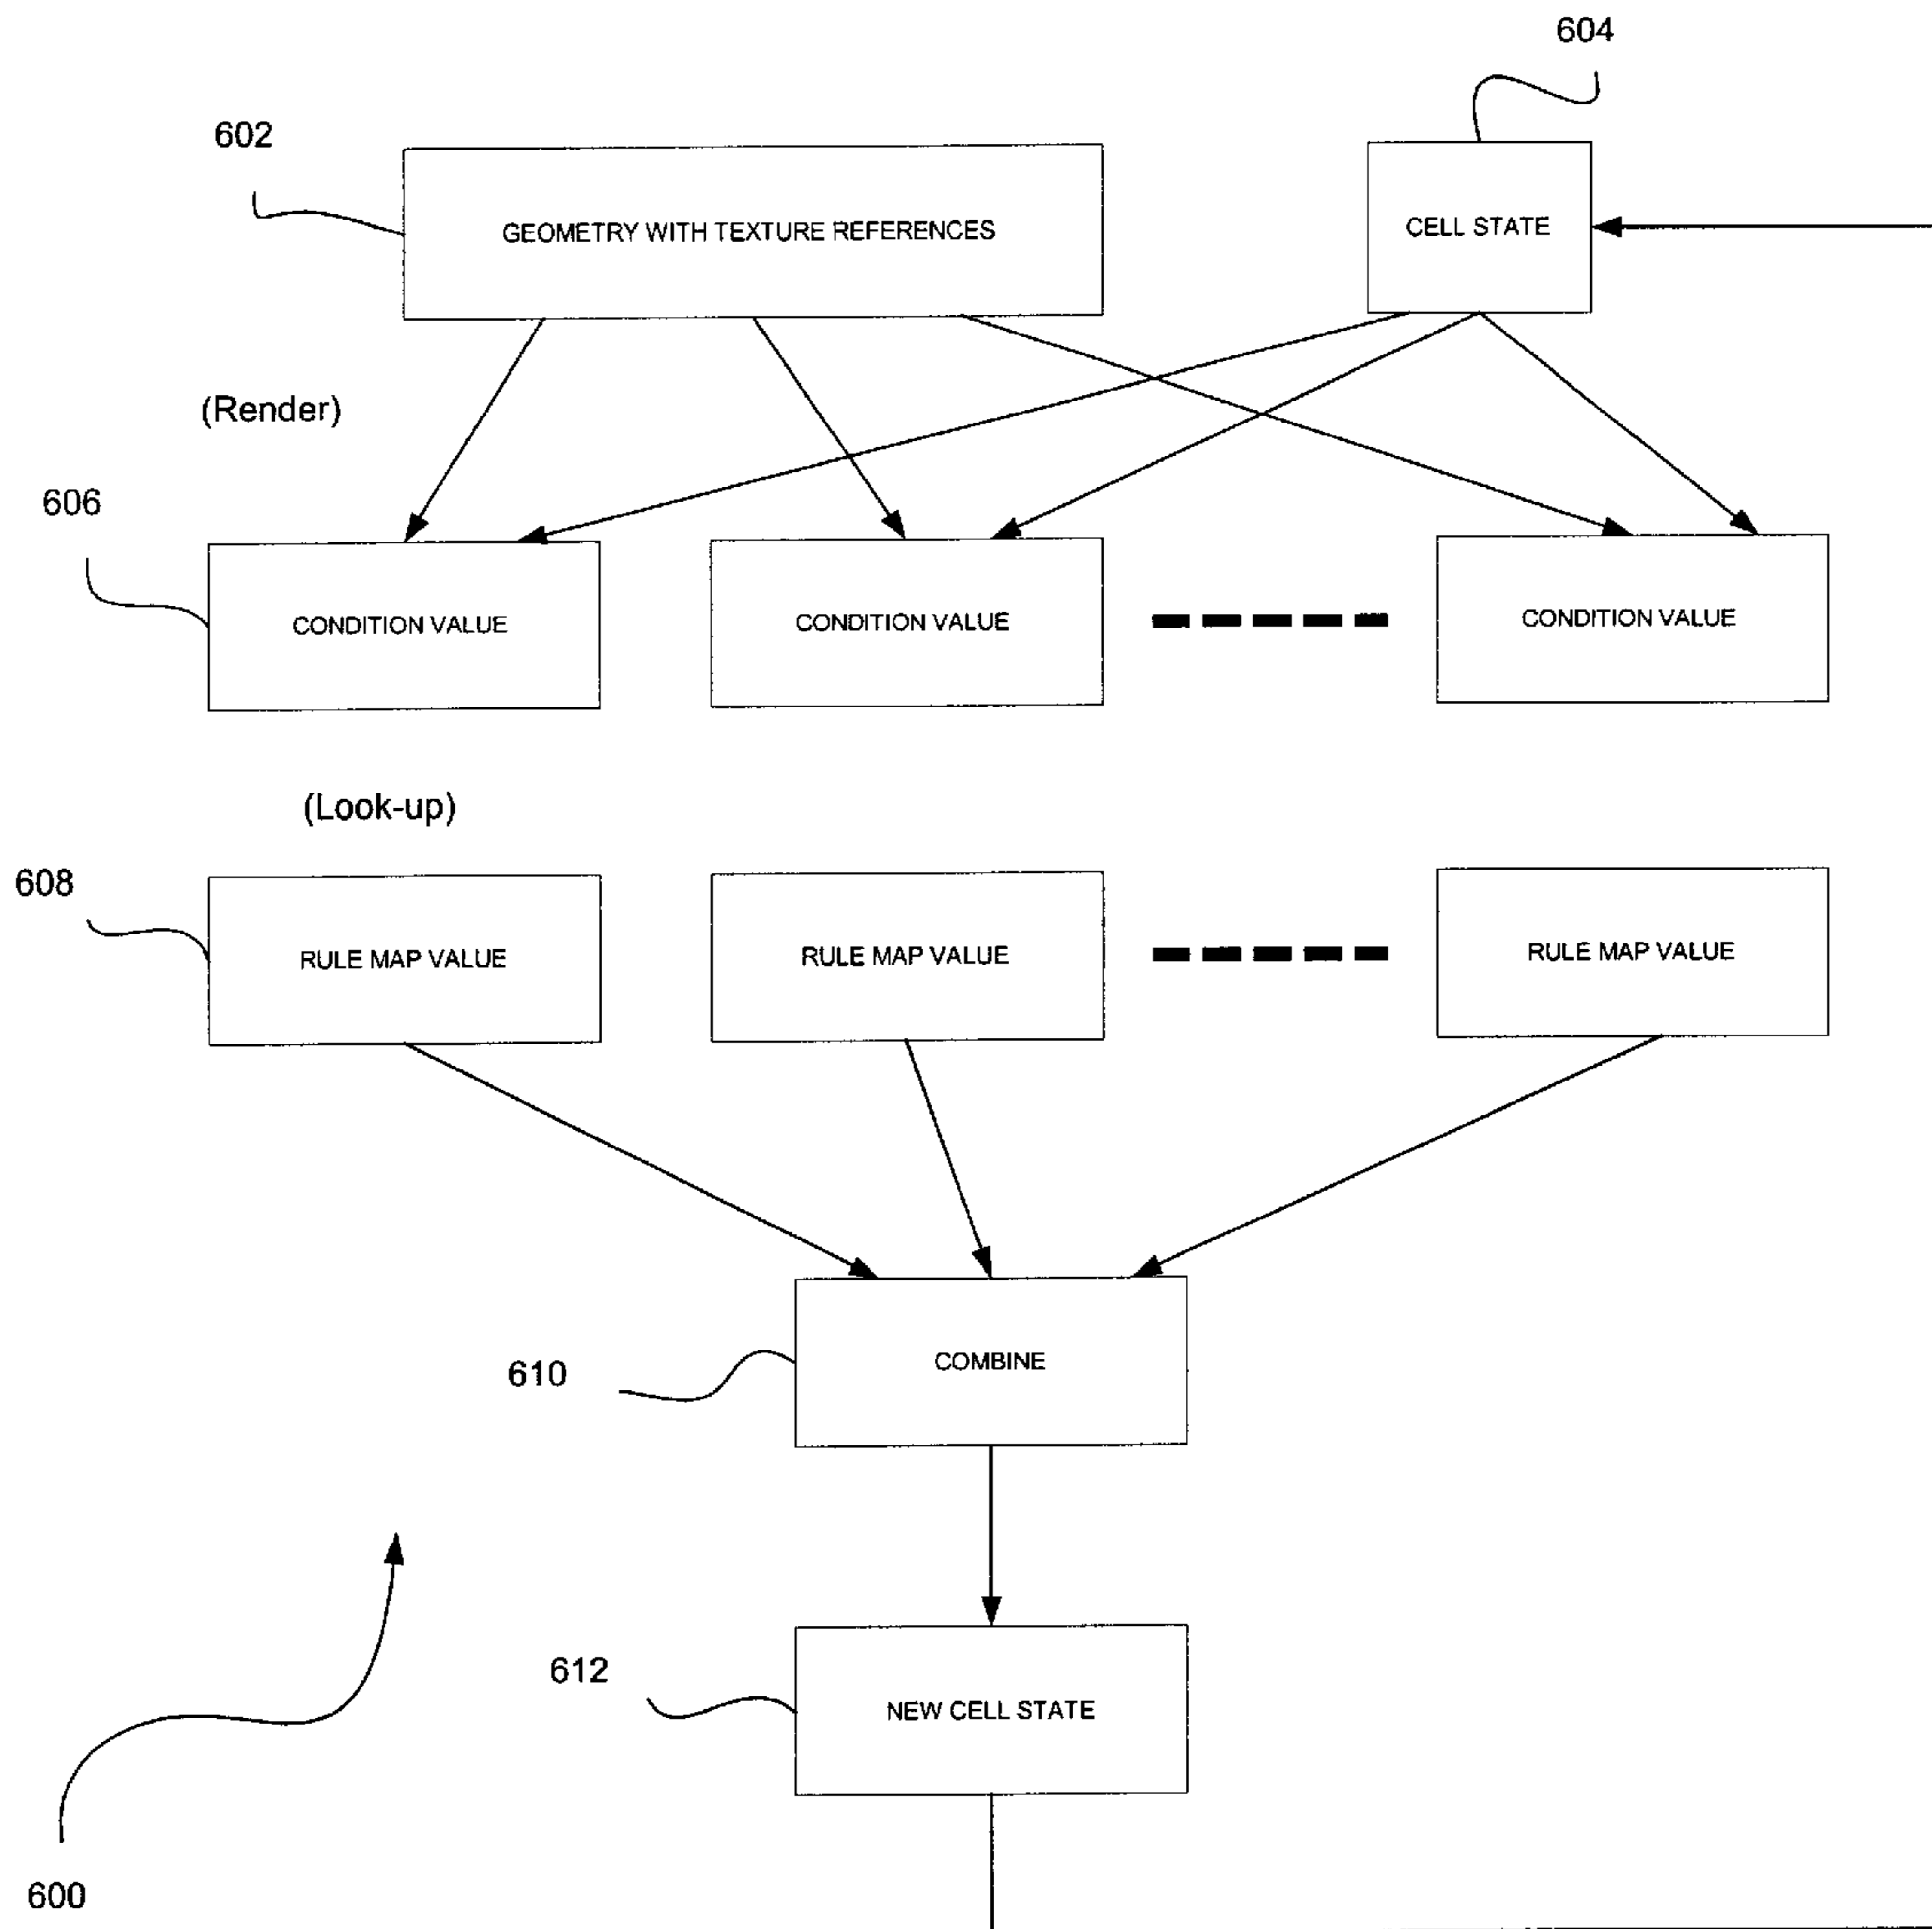 604
602
GEOMETRY WITH TEXTURE REFERENCES
CELL STATE
(Render)
606
CONDITION VALUE
CONDITION VALUE
CONDITION VALUE
(Look-up)
608
RULE MAP VALUE
RULE MAP VALUE
RULE MAP VALUE
610
COMBINE
612
NEW CELL STATE
600